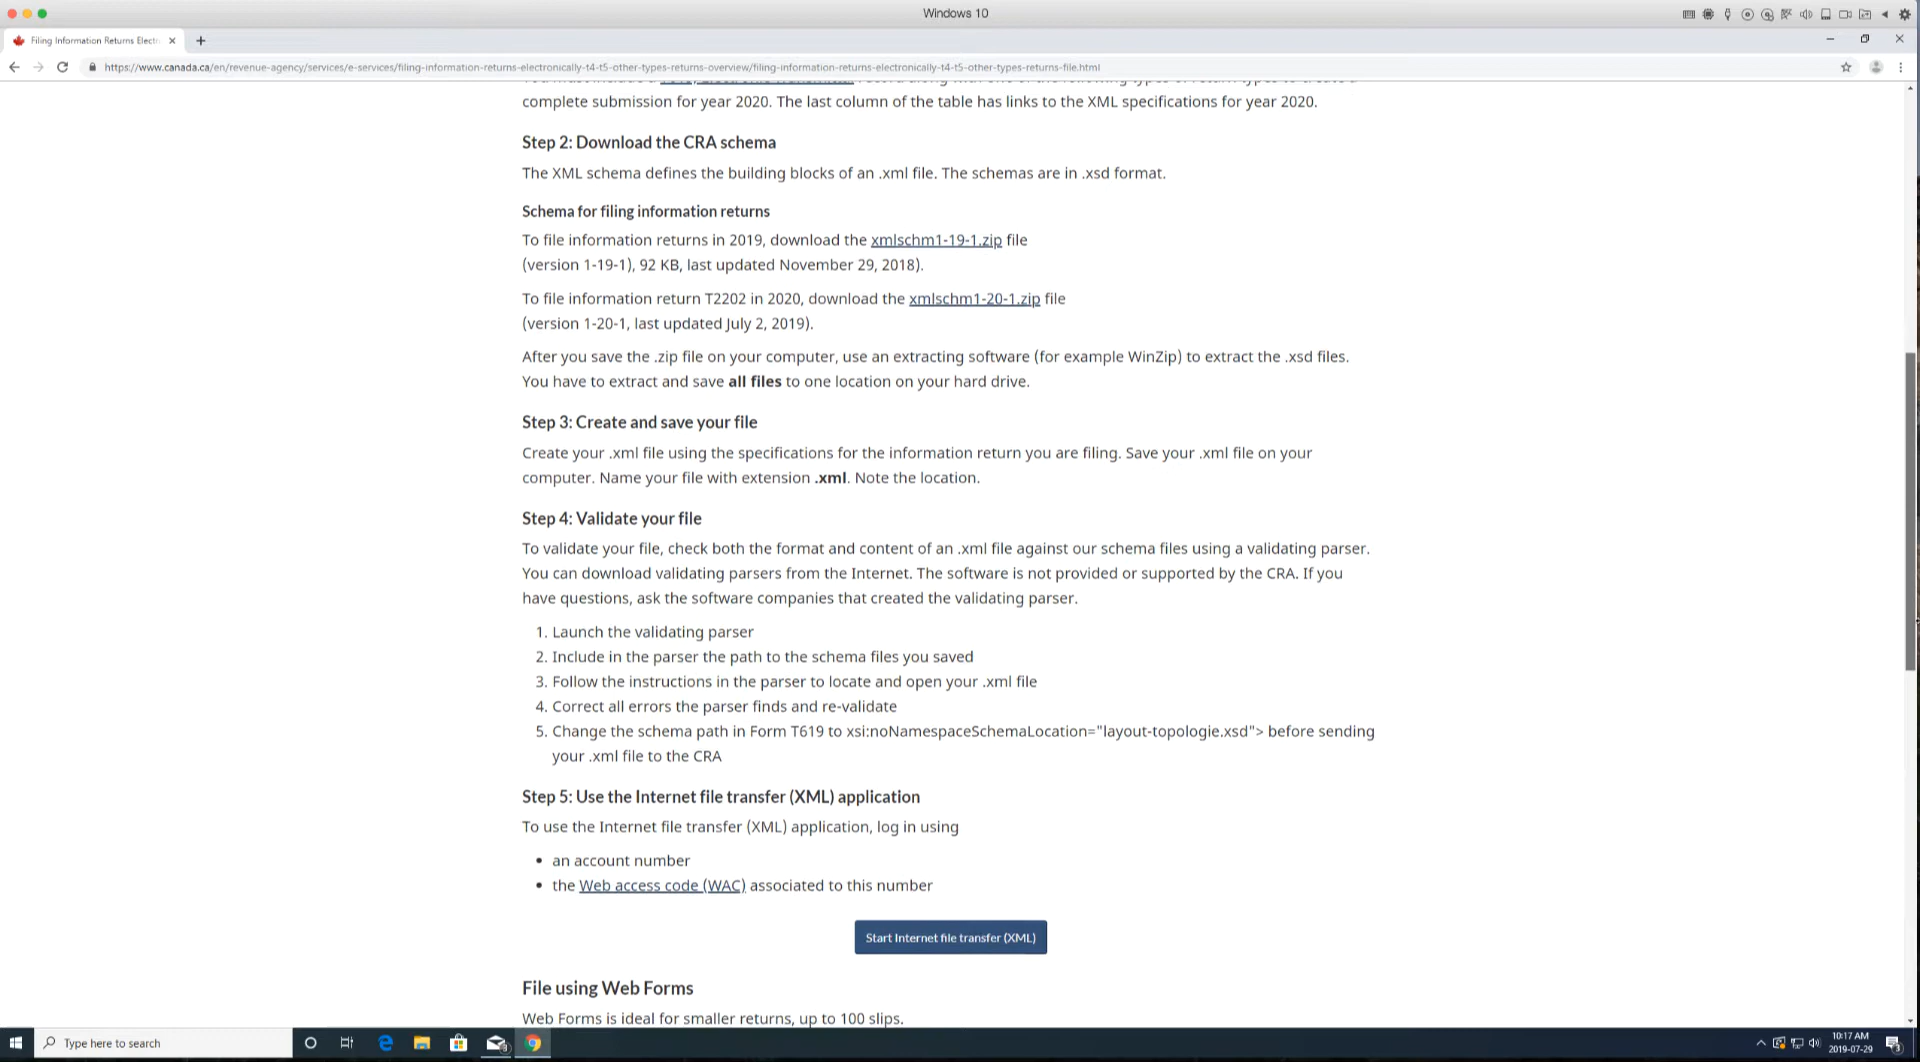 Windows 10
Filing Information Returns Electr
https://www.canada.ca/en/revenue-agency/services/e-services/filing-information-returns-electronically-t4-t5-other-types-returns-overview/filing-information-returns-electronically-t4-t5-other-types-returns-file.html
complete submission for year 2020. The last column of the table has links to the XML specifications for year 2020.
Step 2: Download the CRA schema
The XML schema defines the building blocks of an .xml file. The schemas are in .xsd format.
Schema for filing information returns
To file information returns in 2019, download the xmlschm1-19-1.zip file
(version 1-19-1), 92 KB, last updated November 29, 2018).
To file information return T2202 in 2020, download the xmlschm1-20-1.zip file
(version 1-20-1, last updated July 2, 2019).
After you save the .zip file on your computer, use an extracting software (for example WinZip) to extract the .xsd files.
You have to extract and save all files to one location on your hard drive.
Step 3: Create and save your file
Create your .xml file using the specifications for the information return you are filing. Save your .xml file on your
computer. Name your file with extension .xml. Note the location.
Step 4: Validate your file
To validate your file, check both the format and content of an .xml file against our schema files using a validating parser.
You can download validating parsers from the Internet. The software is not provided or supported by the CRA. If you
have questions, ask the software companies that created the validating parser.
1. Launch the validating parser
2. Include in the parser the path to the schema files you saved
3. Follow the instructions in the parser to locate and open your .xml file
4. Correct all errors the parser finds and re-validate
5. Change the schema path in Form T619 to xsi:noNamespaceSchemaLocation="layout-topologie.xsd"> before sending
your .xml file to the CRA
Step 5: Use the Internet file transfer (XML) application
To use the Internet file transfer (XML) application, log in using
• an account number
• the Web access code (WAC) associated to this number
Start Internet file transfer (XML)
File using Web Forms
Web Forms is ideal for smaller returns, up to 100 slips.
Type here to search
10:17 AM
2019-07-29